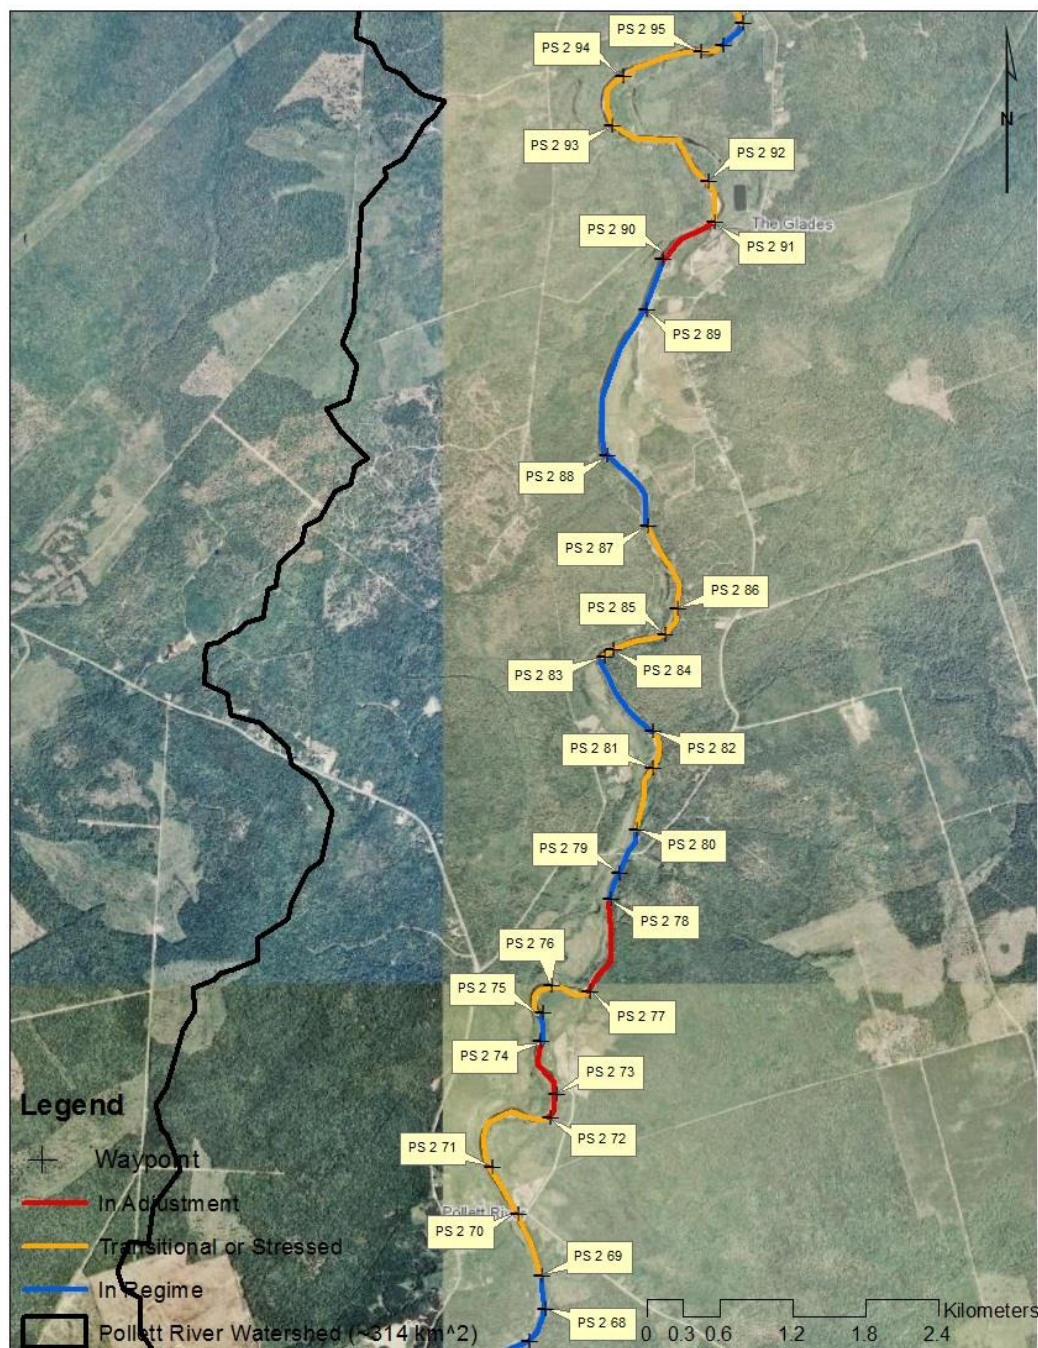 PS 2 95
PS 2 94
N
PS 2 93
PS 2 92
PS 2 90
The Glades
PS 2 91
PS 2 89
PS 2 88
PS 2 87
PS 2 86
PS 2 85
PS 2 84
PS 2 83
PS 2 82
PS 2 81
PS 2 80
PS 2 79
PS 2 78
PS 2 76
PS 2 75
PS 2 77
PS 2 74
PS 2 73
PS 2 72
PS 2 71
Pollett River
PS 2 70
PS 2 69
PS 2 68
Legend
Waypoint
In Adjustment
Transitional or Stressed
In Regime
Pollett River Watershed (~314 km^2)
Kilometers
0 0.3 0.6 1.2 1.8 2.4